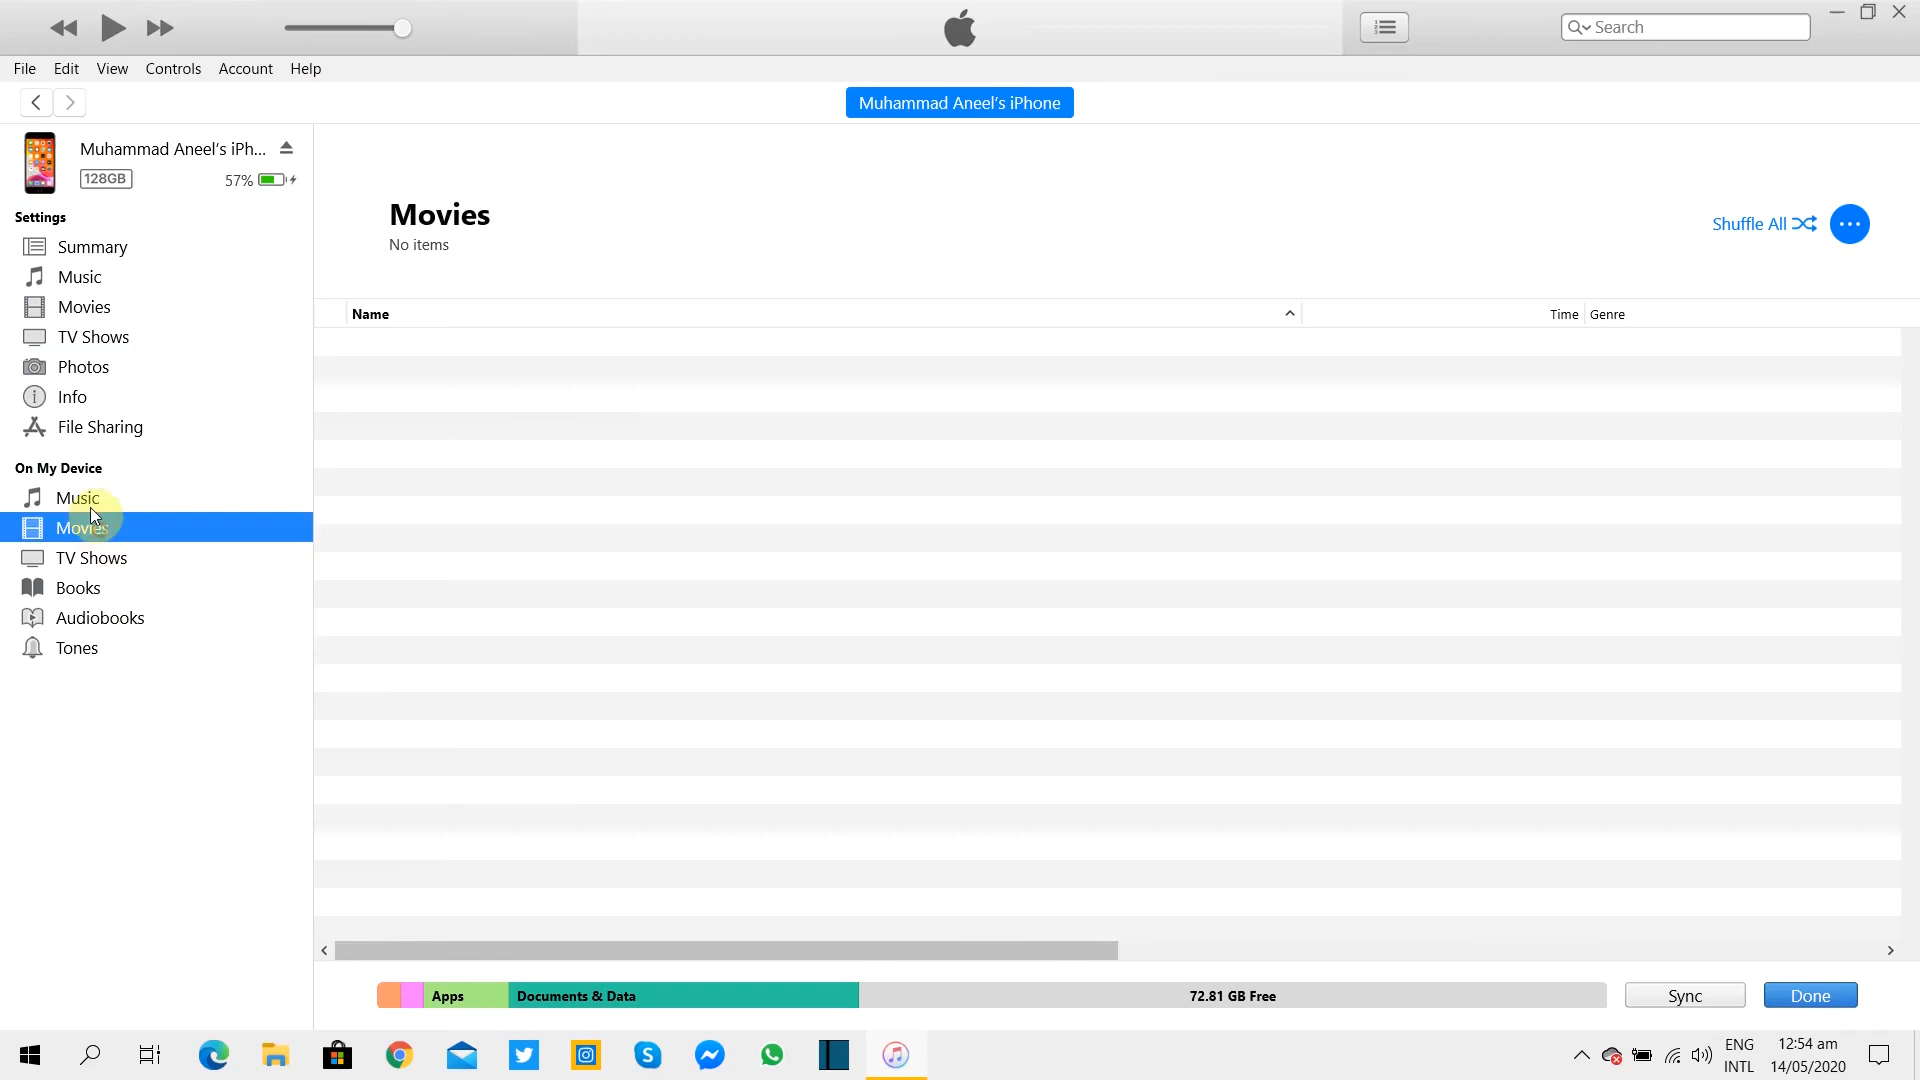 Search
File Edit View Controls Account Help
Muhammad Aneel’s iPhone
Muhammad Aneel’s iPh...
128GB
57%
Settings
Summary
Music
Movies
TV Shows
Photos
Info
File Sharing
On My Device
Music
Movies
TV Shows
Books
Audiobooks
Tones
Movies
No items
Shuffle All
Name Time Genre
Apps Documents & Data 72.81 GB Free Sync Done
ENG
INTL
12:54 am
14/05/2020